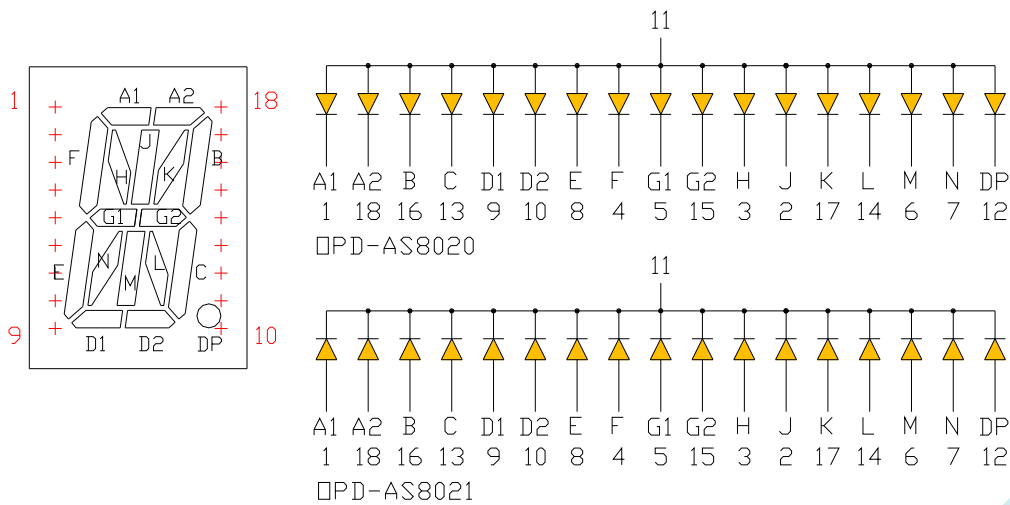 1 18
A1 A2
J
F B
H K
G1 G2
N L
E C
M
9 10
D1 D2 DP
11
A1 A2 B C D1 D2 E F G1 G2 H J K L M N DP
1 18 16 13 9 10 8 4 5 15 3 2 17 14 6 7 12
OPD-AS8020
11
A1 A2 B C D1 D2 E F G1 G2 H J K L M N DP
1 18 16 13 9 10 8 4 5 15 3 2 17 14 6 7 12
OPD-AS8021